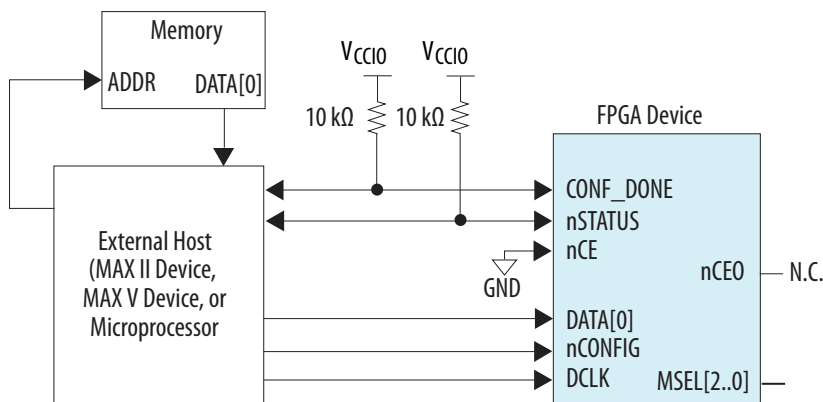 Memory
ADDR
DATA[0]
VCCIO
VCCIO
10 kΩ
10 kΩ
FPGA Device
CONF_DONE
nSTATUS
nCE
GND
nCEO
N.C.
External Host
(MAX II Device,
MAX V Device, or
Microprocessor
DATA[0]
nCONFIG
DCLK
MSEL[2..0]